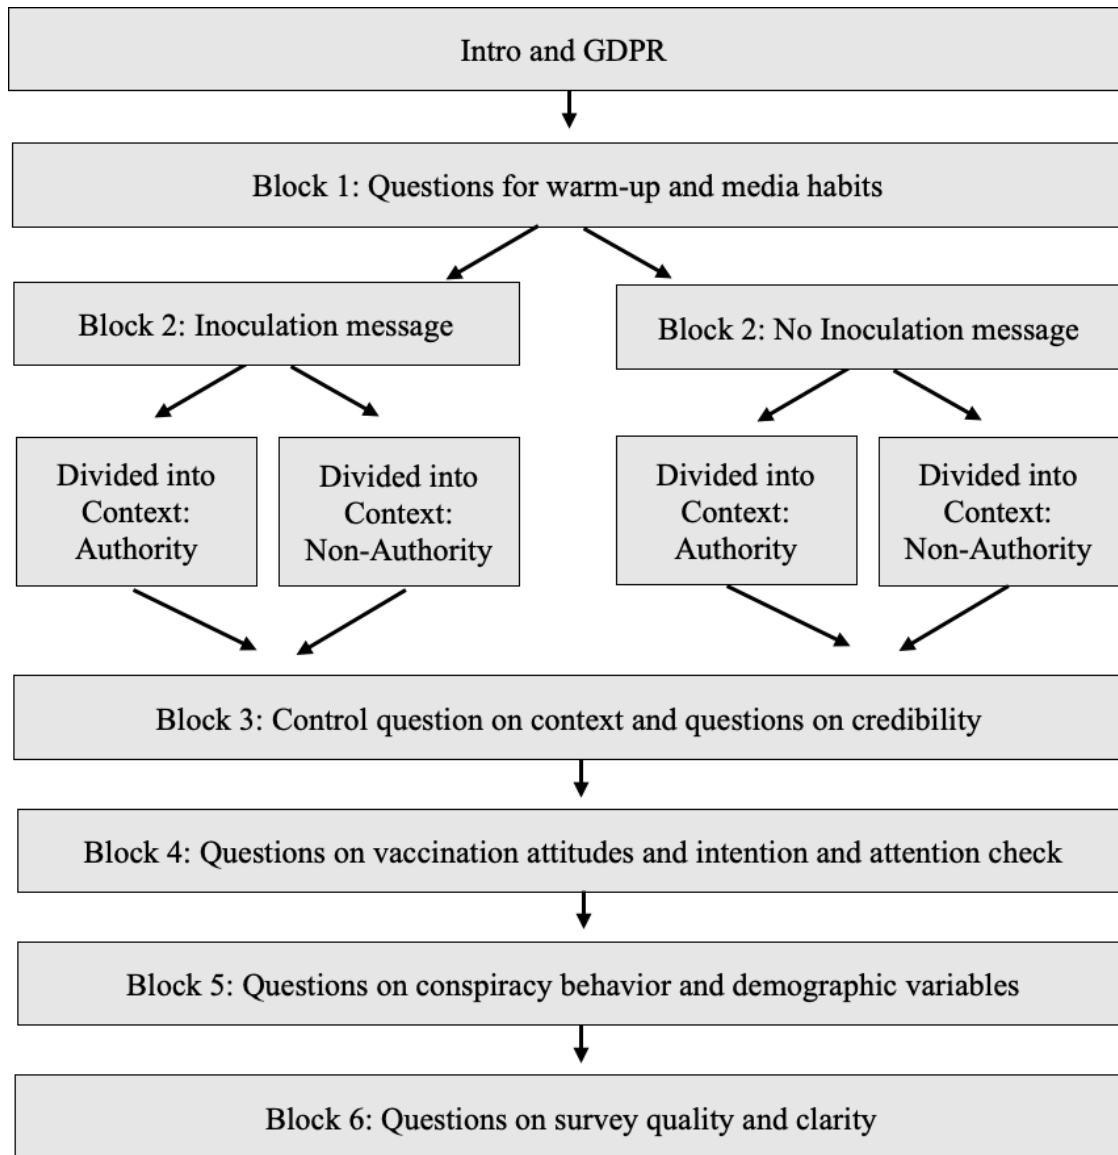 Intro and GDPR
Block 1: Questions for warm-up and media habits
Block 2: Inoculation message
Block 2: No Inoculation message
Divided into
Context:
Authority
Divided into
Context:
Non-Authority
Divided into
Context:
Authority
Divided into
Context:
Non-Authority
Block 3: Control question on context and questions on credibility
Block 4: Questions on vaccination attitudes and intention and attention check
Block 5: Questions on conspiracy behavior and demographic variables
Block 6: Questions on survey quality and clarity